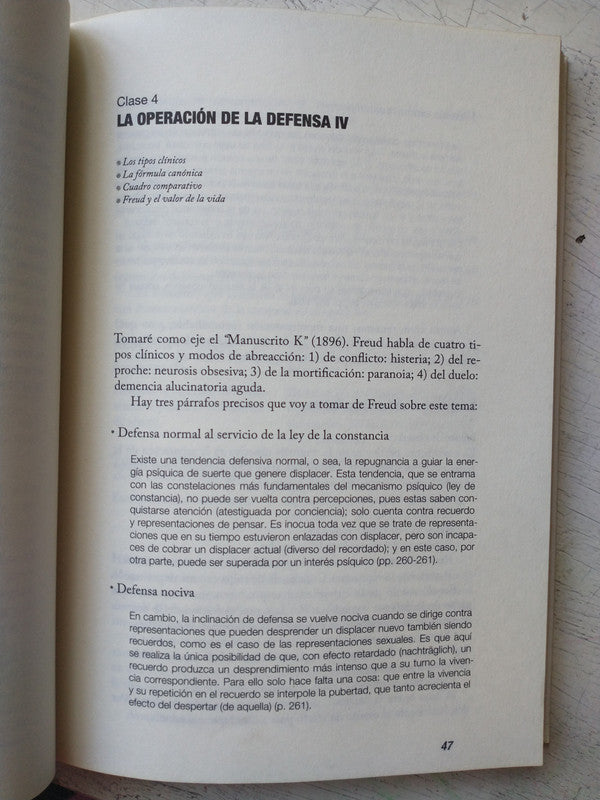 Clase 4
LA OPERACIÓN DE LA DEFENSA IV
• Los tipos clínicos
• La fórmula canónica
• Cuadro comparativo
• Freud y el valor de la vida
Tomaré como eje el "Manuscrito K" (1896). Freud habla de cuatro ti-
pos clínicos y modos de abreacción: 1) de conflicto: histeria; 2) del re-
proche: neurosis obsesiva; 3) de la mortificación: paranoia; 4) del duelo:
demencia alucinatoria aguda.
Hay tres párrafos precisos que voy a tomar de Freud sobre este tema:
• Defensa normal al servicio de la ley de la constancia
Existe una tendencia defensiva normal, o sea, la repugnancia a guiar la ener-
gía psíquica de suerte que genere displacer. Esta tendencia, que se entrama
con las constelaciones más fundamentales del mecanismo psíquico (ley de
constancia), no puede ser vuelta contra percepciones, pues estas saben con-
quistarse atención (atestiguada por conciencia); solo cuenta contra recuerdo
y representaciones de pensar. Es inocua toda vez que se trate de representa-
ciones que en su tiempo estuvieron enlazadas con displacer, pero son incapa-
ces de cobrar un displacer actual (diverso del recordado); y en este caso, por
otra parte, puede ser superada por un interés psíquico (pp. 260-261).
• Defensa nociva
En cambio, la inclinación de defensa se vuelve nociva cuando se dirige contra
representaciones que pueden desprender un displacer nuevo también siendo
recuerdos, como es el caso de las representaciones sexuales. Es que aquí
se realiza la única posibilidad de que, con efecto retardado (nachträglich), un
recuerdo produzca un desprendimiento más intenso que a su turno la viven-
cia correspondiente. Para ello solo hace falta una cosa: que entre la vivencia
y su repetición en el recuerdo se interpole la pubertad, que tanto acrecienta el
efecto del despertar (de aquella) (p. 261).
47